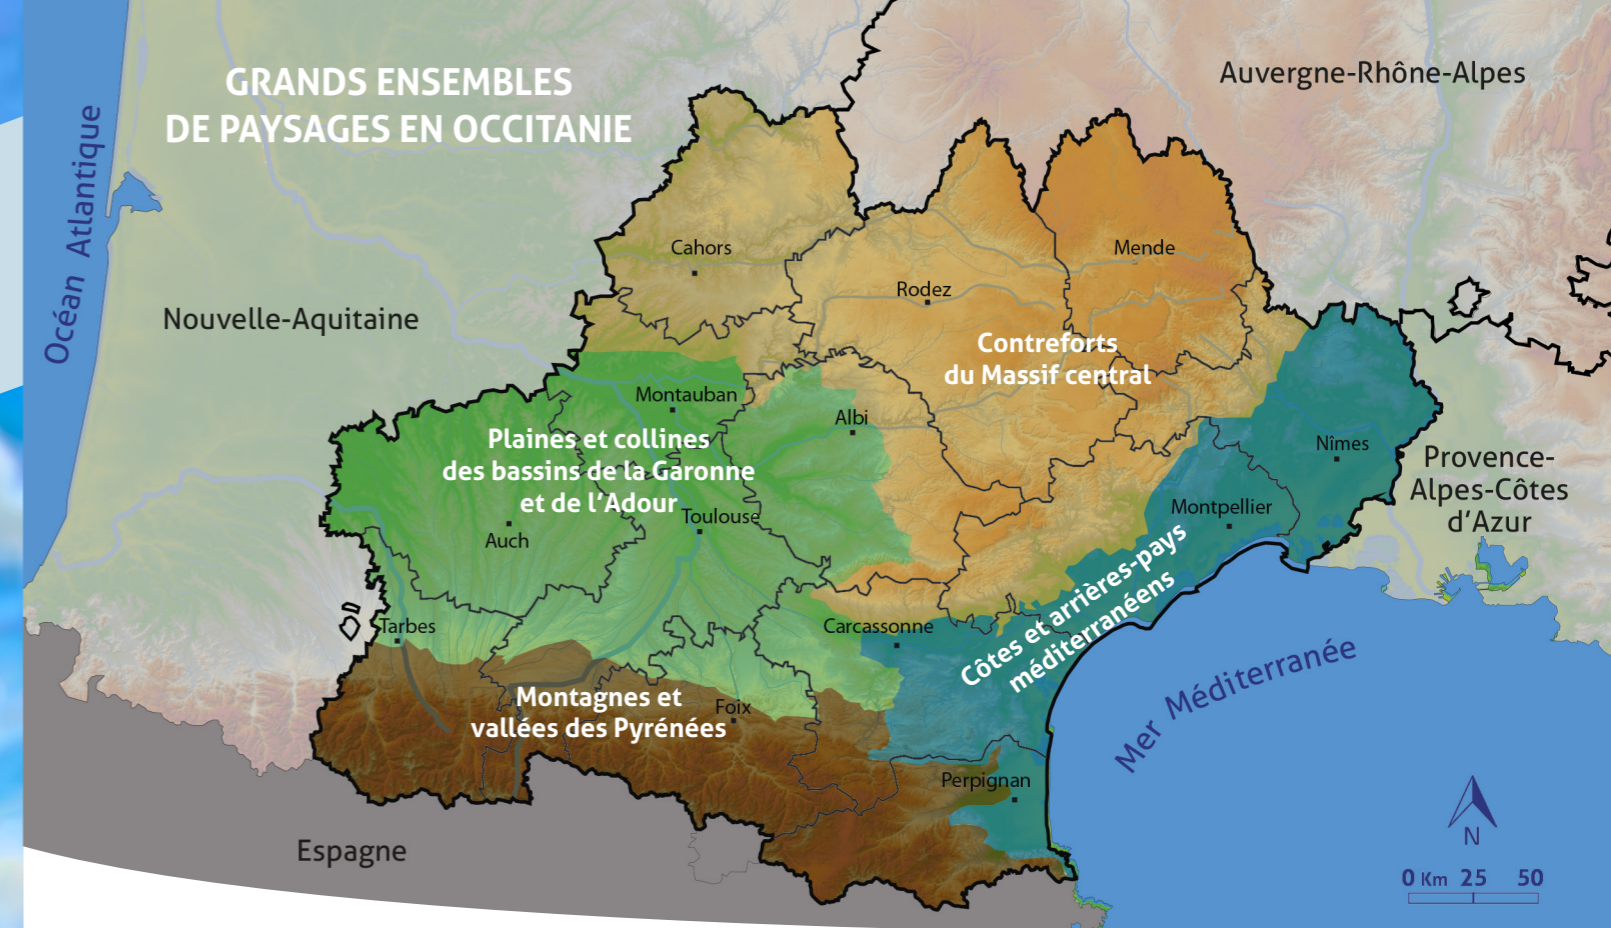 GRANDS ENSEMBLES
DE PAYSAGES EN OCCITANIE
Auvergne-Rhône-Alpes
Océan Atlantique
Nouvelle-Aquitaine
Cahors
Mende
Rodez
Contreforts
du Massif central
Montauban
Albi
Plaines et collines
des bassins de la Garonne
et de l'Adour
Toulouse
Auch
Nîmes
Montpellier
Provence-
Alpes-Côtes
d'Azur
Tarbes
Carcassonne
Côtes et arrières-pays
méditerranéens
Mer Méditerranée
Montagnes et
vallées des Pyrénées
Foix
Perpignan
Espagne
N
0 Km 25 50